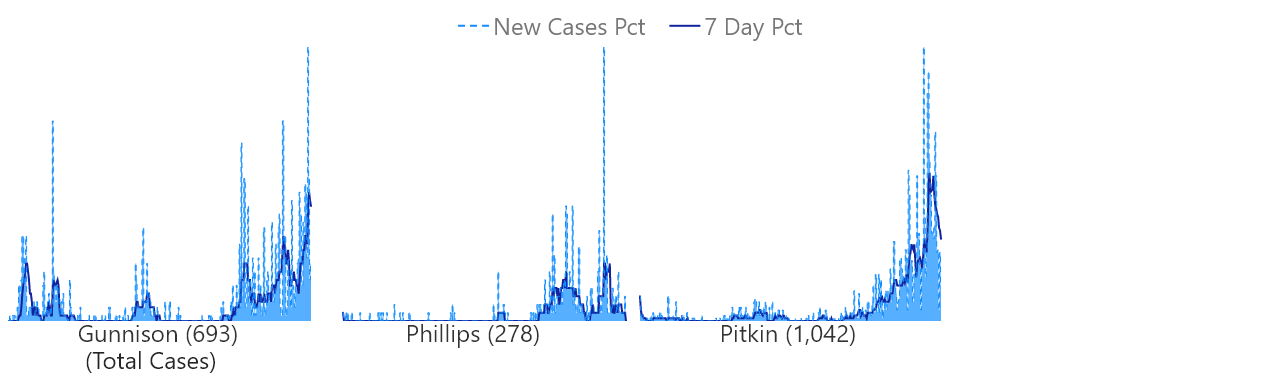 New Cases Pct 7 Day Pct
Gunnison (693) Phillips (278) Pitkin (1,042)
(Total Cases)